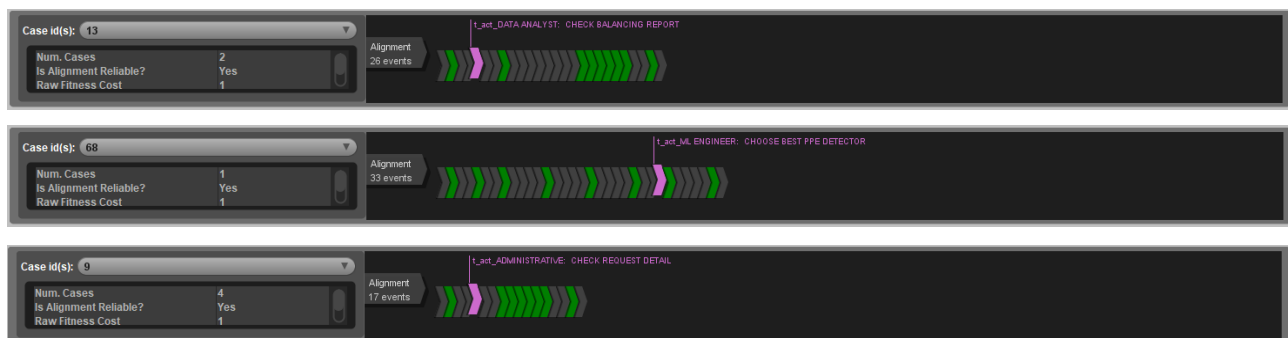 t_act_DATA ANALYST: CHECK BALANCING REPORT
Case id(s): 13
Alignment
26 events
Num. Cases 2
Is Alignment Reliable? Yes
Raw Fitness Cost 1
t_act_ML ENGINEER: CHOOSE BEST PPE DETECTOR
Case id(s): 68
Alignment
33 events
Num. Cases 1
Is Alignment Reliable? Yes
Raw Fitness Cost 1
t_act_ADMINISTRATIVE: CHECK REQUEST DETAIL
Case id(s): 9
Alignment
17 events
Num. Cases 4
Is Alignment Reliable? Yes
Raw Fitness Cost 1